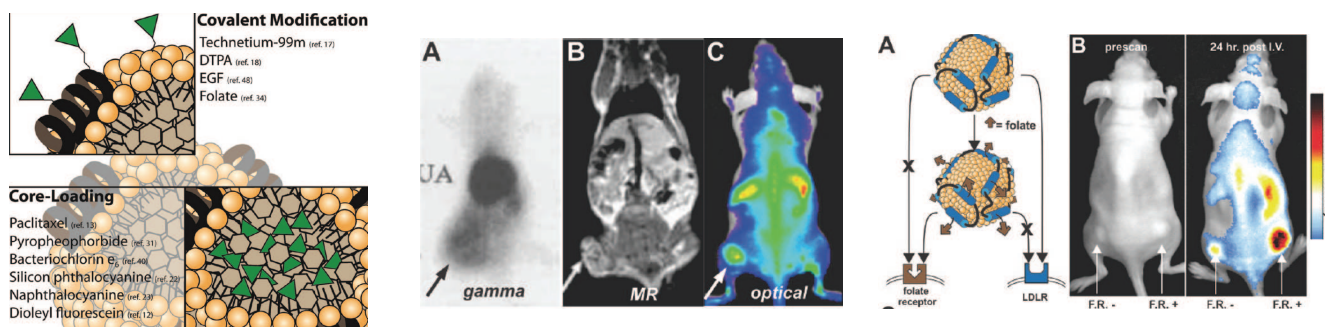 Covalent Modification
Technetium-99m (ref. 17)
DTPA (ref. 18)
EGF (ref. 48)
Folate (ref. 34)
Core-Loading
Paclitaxel (ref. 13)
Pyropheophorbide (ref. 31)
Bacteriochlorin e6 (ref. 40)
Silicon phthalocyanine (ref. 22)
Naphthalocyanine (ref. 23)
Dioleyl fluorescein (ref. 12)
A
UA
gamma
B
MR
C
optical
A
= folate
X
X
folate
receptor
LDLR
B
prescan
24 hr. post I.V.
F.R. -
F.R. +
F.R. -
F.R. +